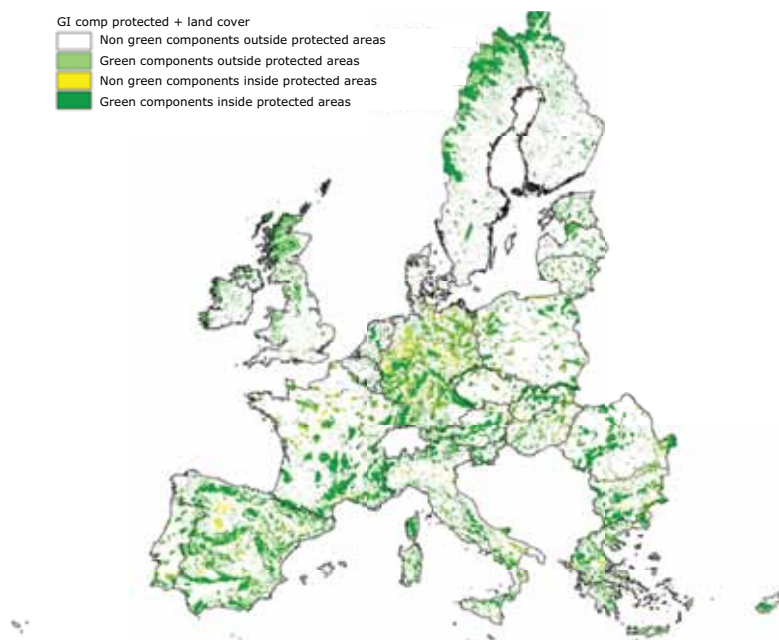 GI comp protected + land cover
Non green components outside protected areas
Green components outside protected areas
Non green components inside protected areas
Green components inside protected areas